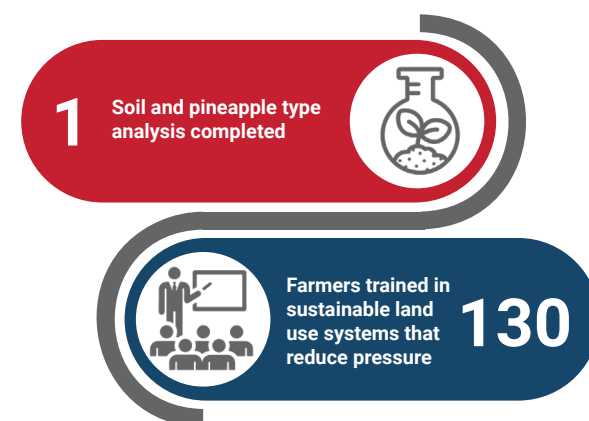 1
Soil and pineapple type
analysis completed
Farmers trained in
sustainable land
use systems that
reduce pressure
130